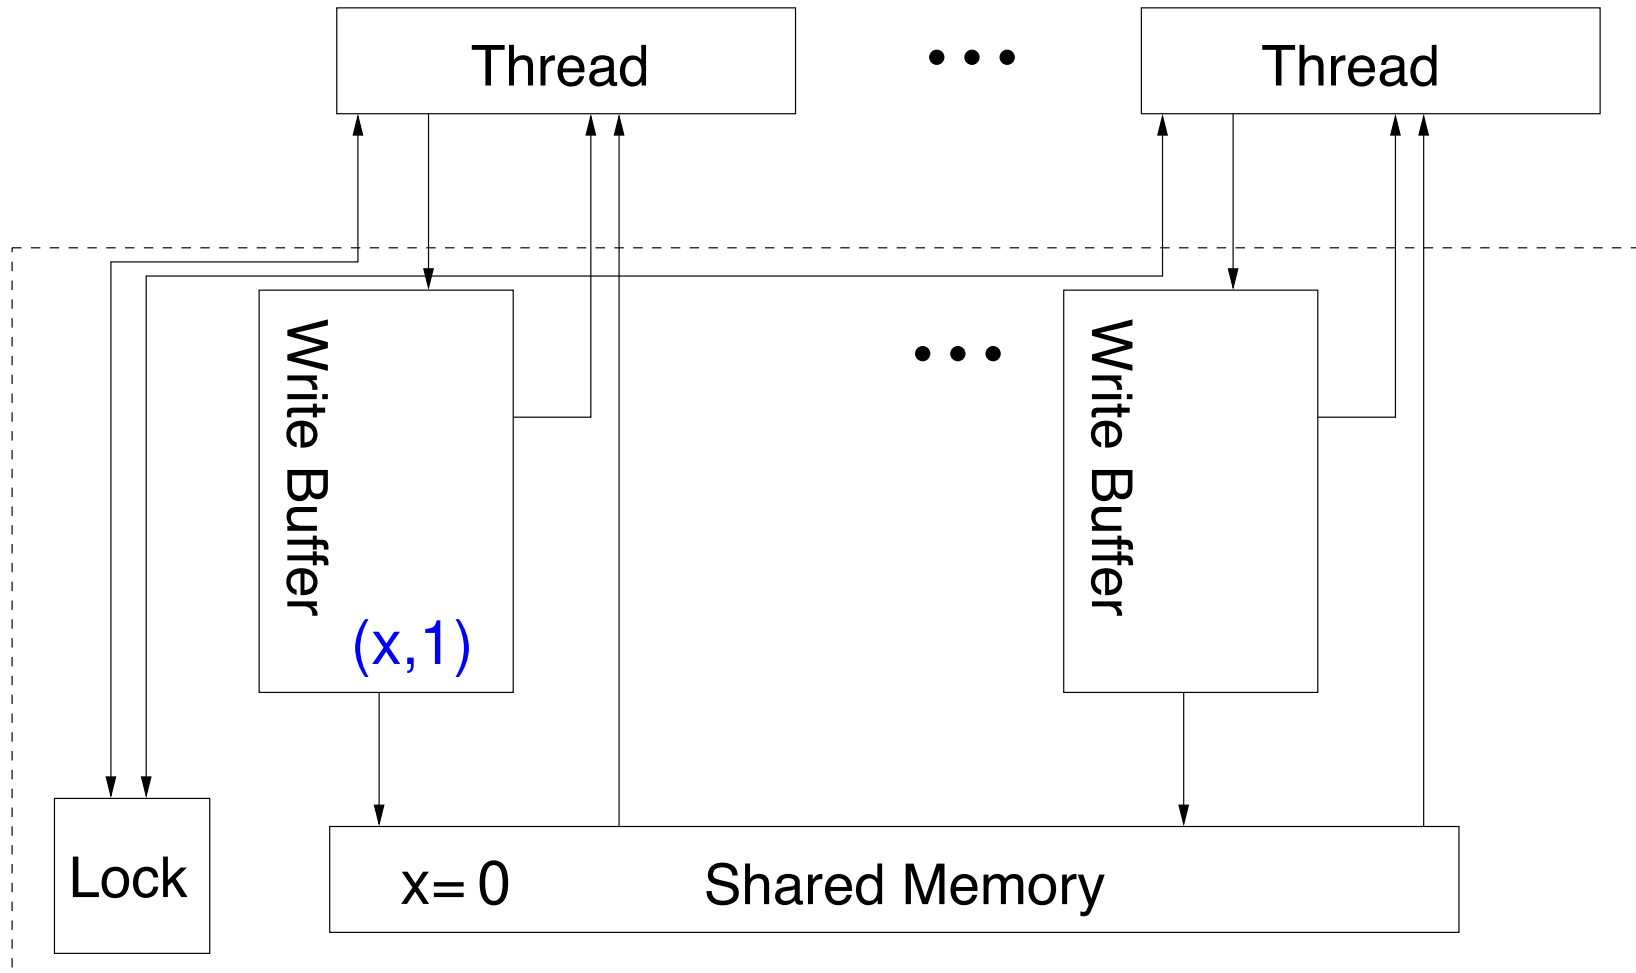 Thread
Thread
Write Buffer
Write Buffer
(x,1)
Lock
x= 0
Shared Memory